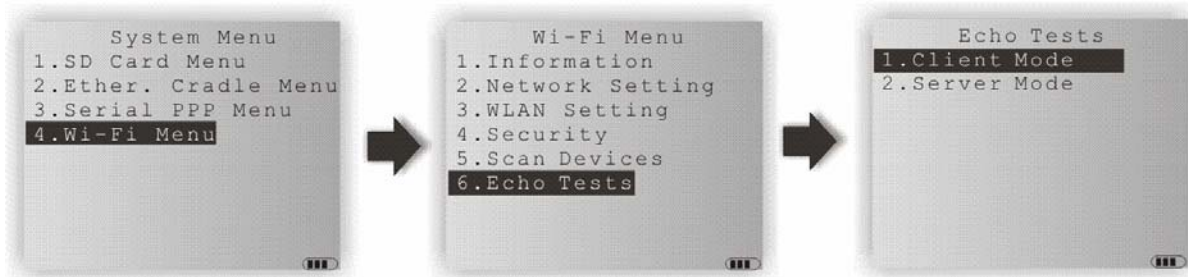 System Menu
1.SD Card Menu
2.Ether. Cradle Menu
3.Serial PPP Menu
4.Wi-Fi Menu
Wi-Fi Menu
1.Information
2.Network Setting
3.WLAN Setting
4.Security
5.Scan Devices
6.Echo Tests
Echo Tests
1.Client Mode
2.Server Mode